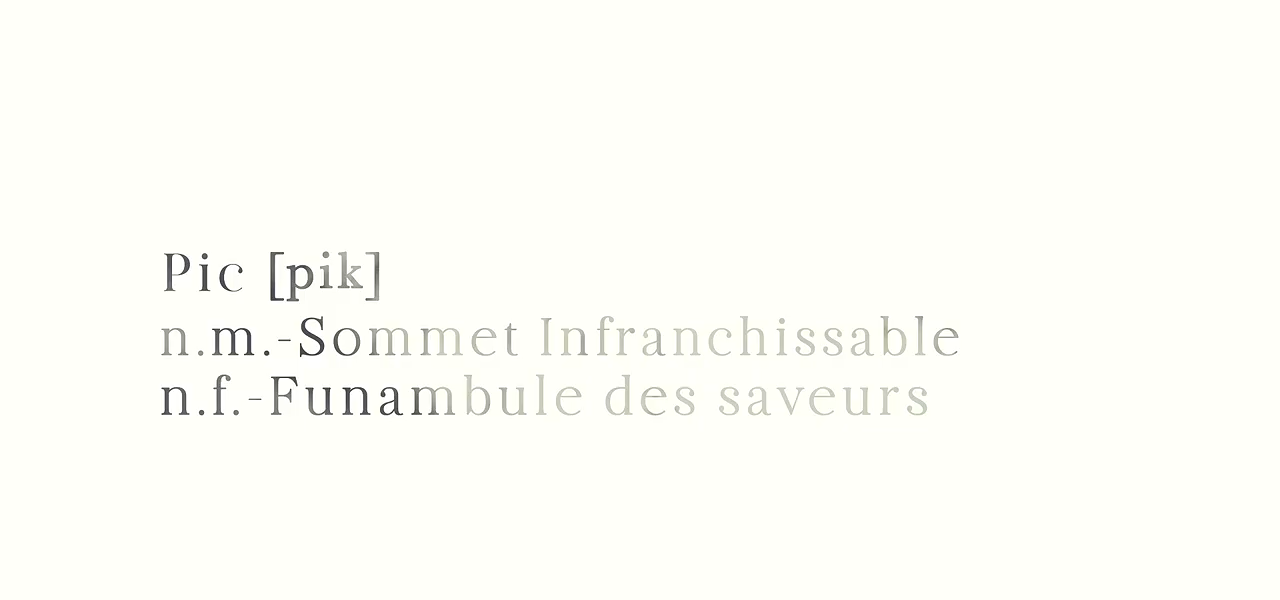 Pic [pik]
n.m.-Sommet Infranchissable
n.f.-Funambule des saveurs